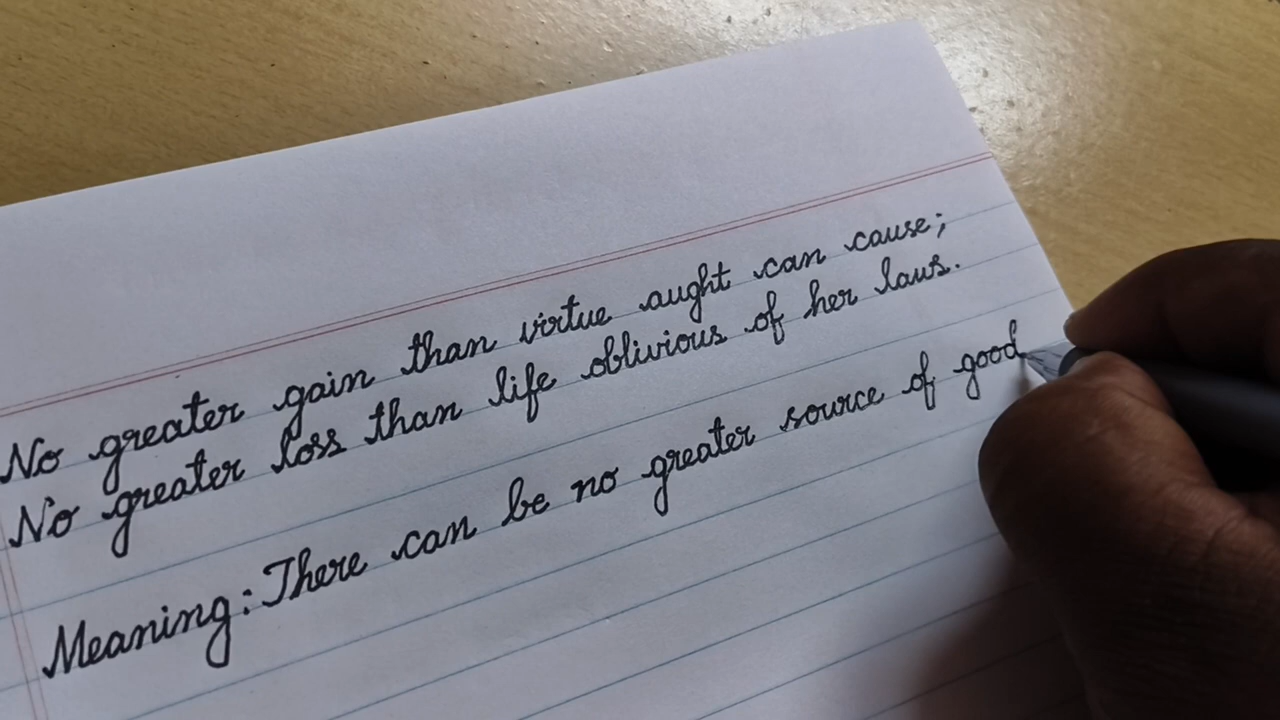 No greater gain than virtue aught can cause;
No greater loss than life oblivious of her laws.
Meaning: There can be no greater source of good